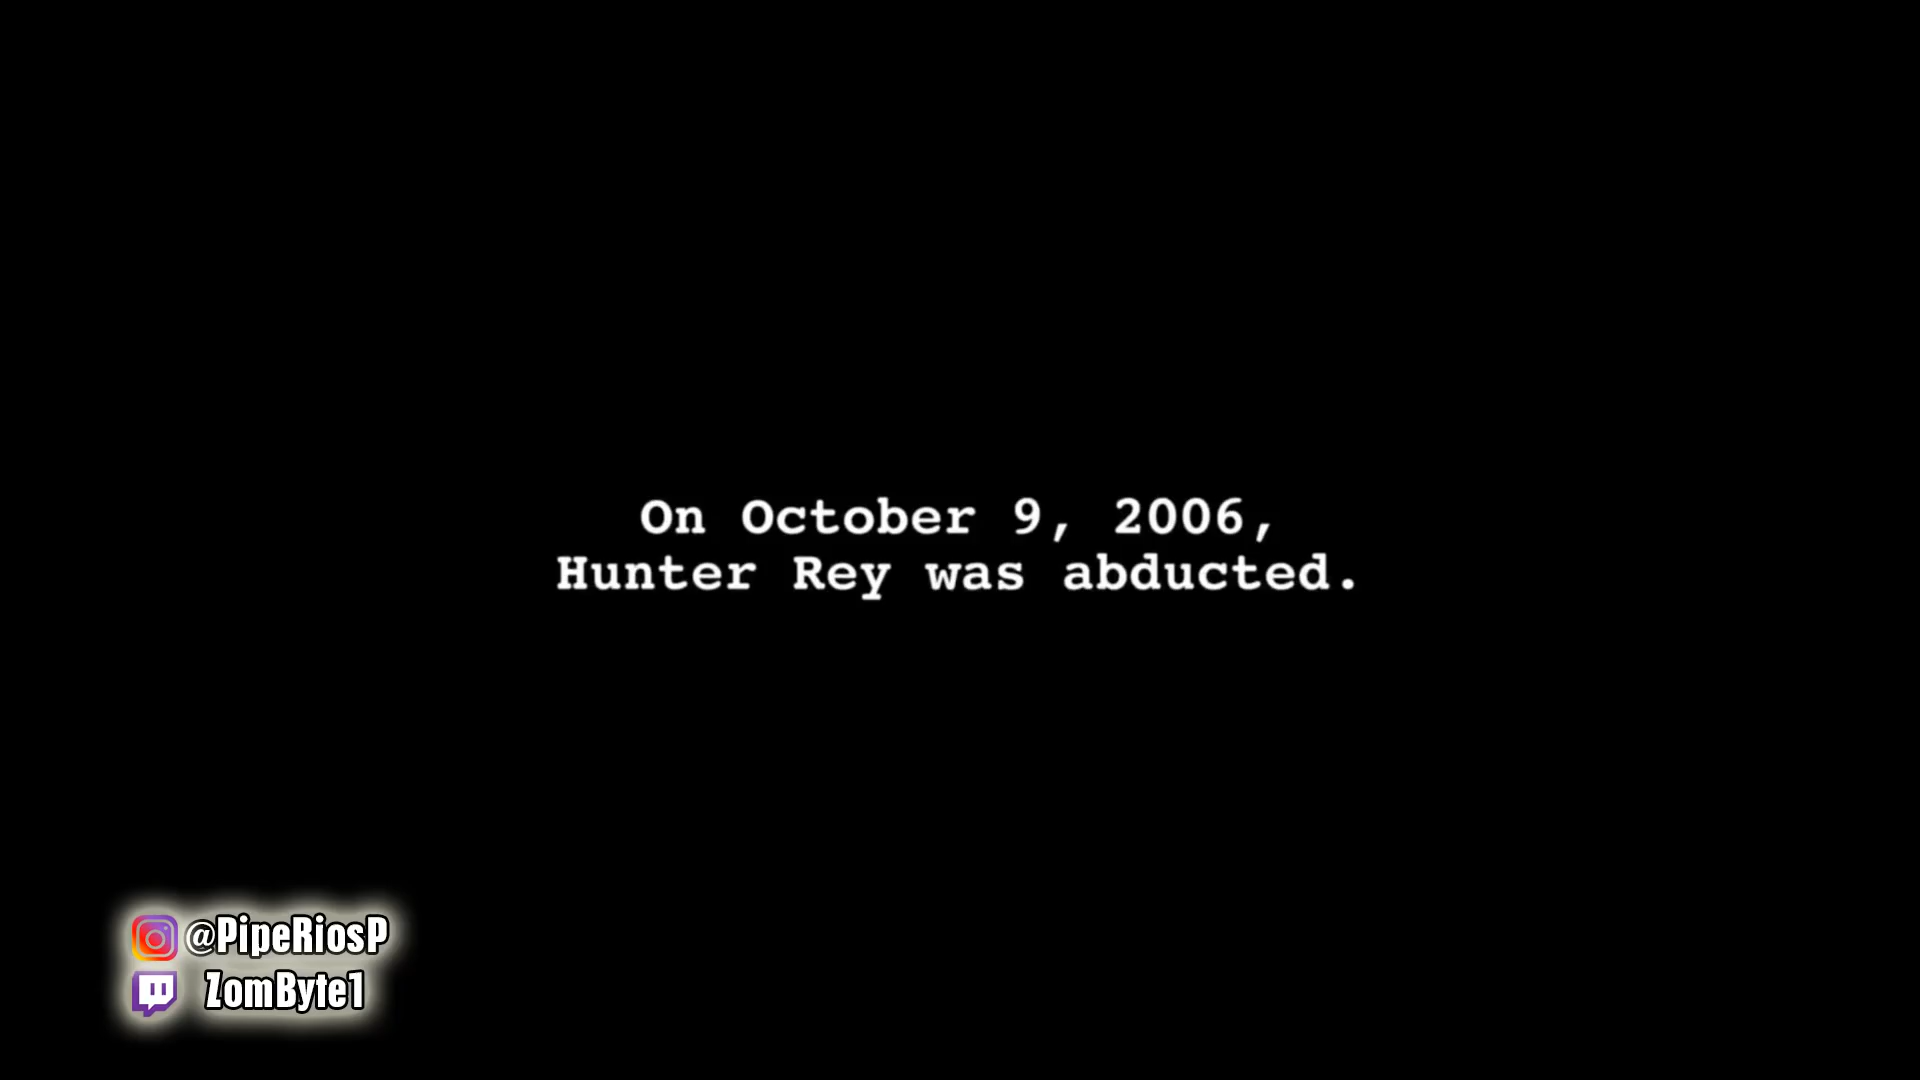 On October 9, 2006,
Hunter Rey was abducted.
@PipeRiosP
ZomByte1